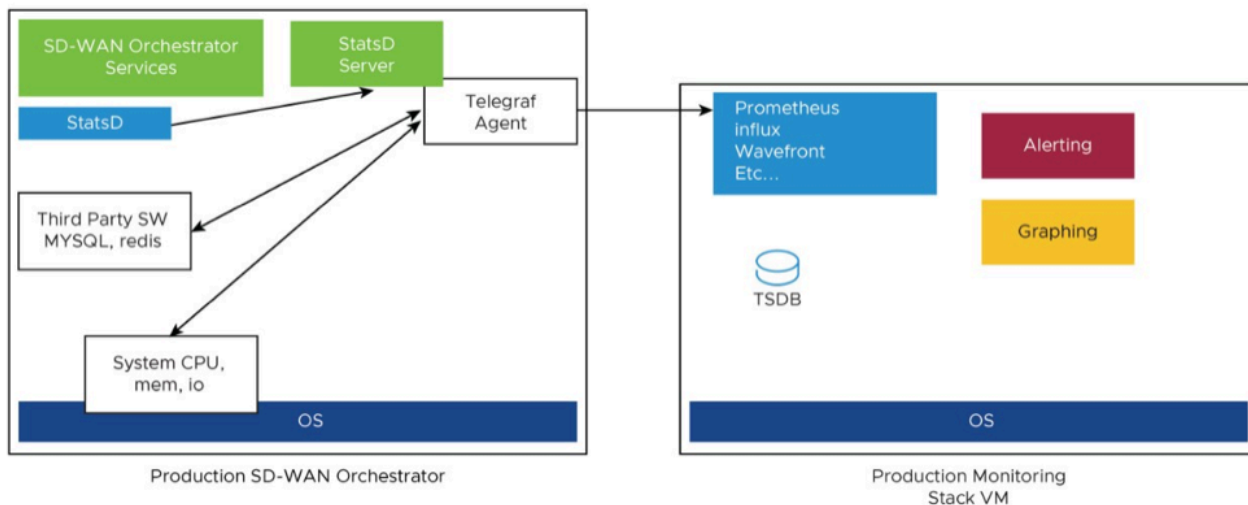 SD-WAN Orchestrator
Services
StatsD
Server
StatsD
Telegraf
Agent
Third Party SW
MYSQL, redis
System CPU,
mem, io
OS
Production SD-WAN Orchestrator
Prometheus
influx
Wavefront
Etc...
Alerting
Graphing
TSDB
OS
Production Monitoring
Stack VM